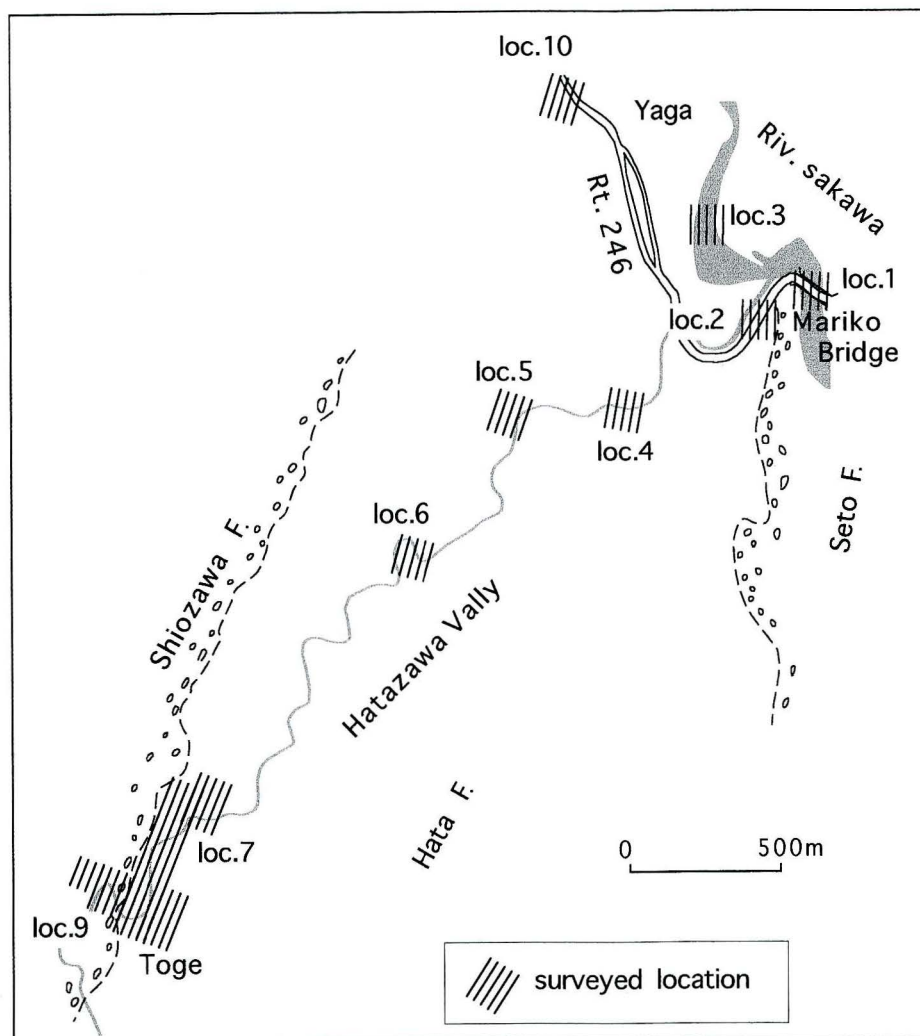 loc.10
Yaga
Riv. sakawa
Rt. 246
loc.3
loc.1
loc.2
Mariko
Bridge
loc.5
loc.4
Seto F.
loc.6
Shiozawa F.
Hatazawa Vally
loc.7
Hata F.
0 500m
loc.9
Toge
surveyed location